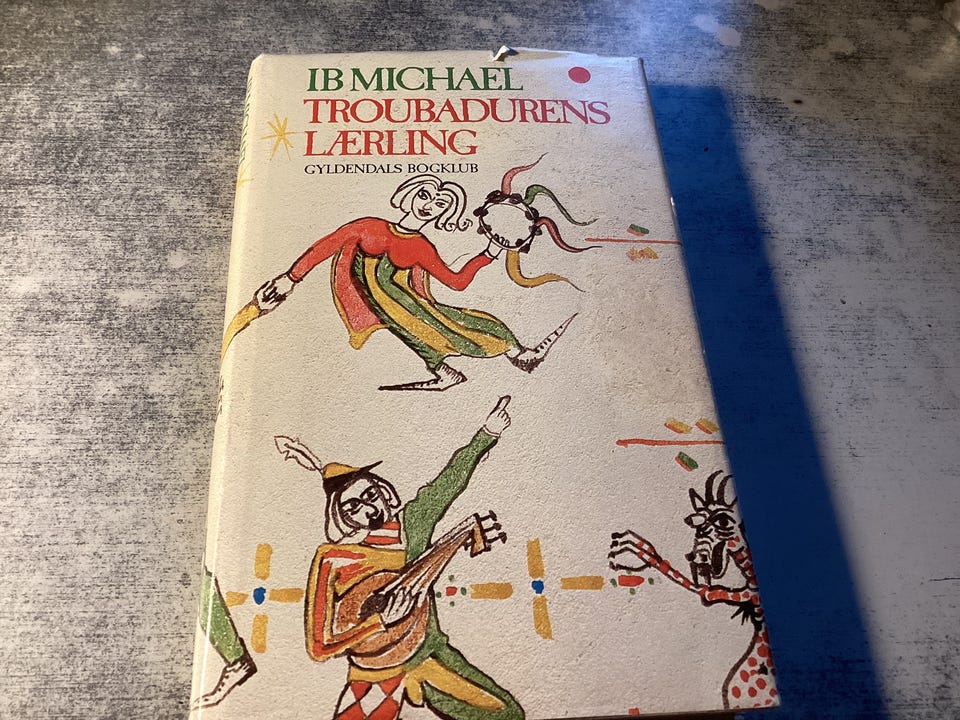 IB MICHAEL
TROUBADURENS
LÆRLING
GYLDENDALS BOGKLUB